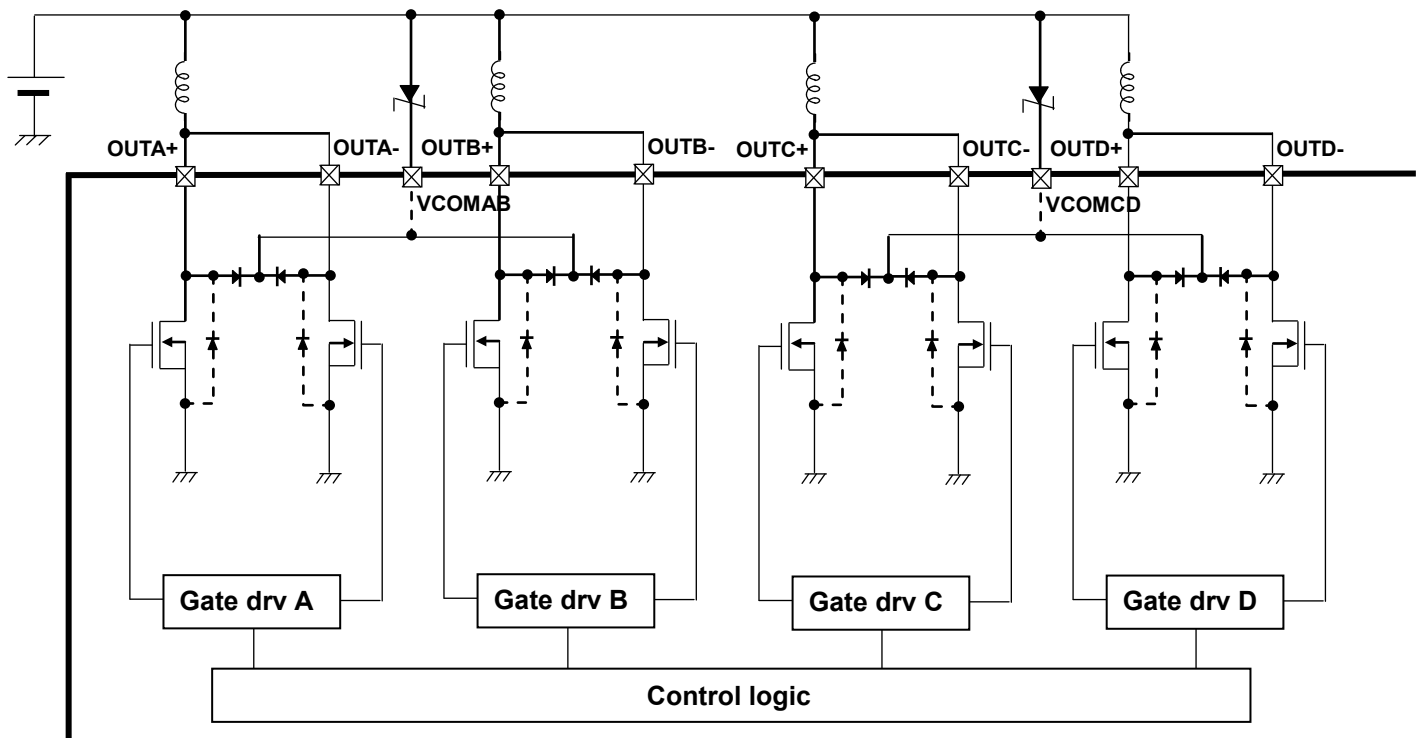 OUTA+
OUTA-
OUTB+
OUTB-
OUTC+
OUTC-
OUTD+
OUTD-
VCOMAB
VCOMCD
Gate drv A
Gate drv B
Gate drv C
Gate drv D
Control logic